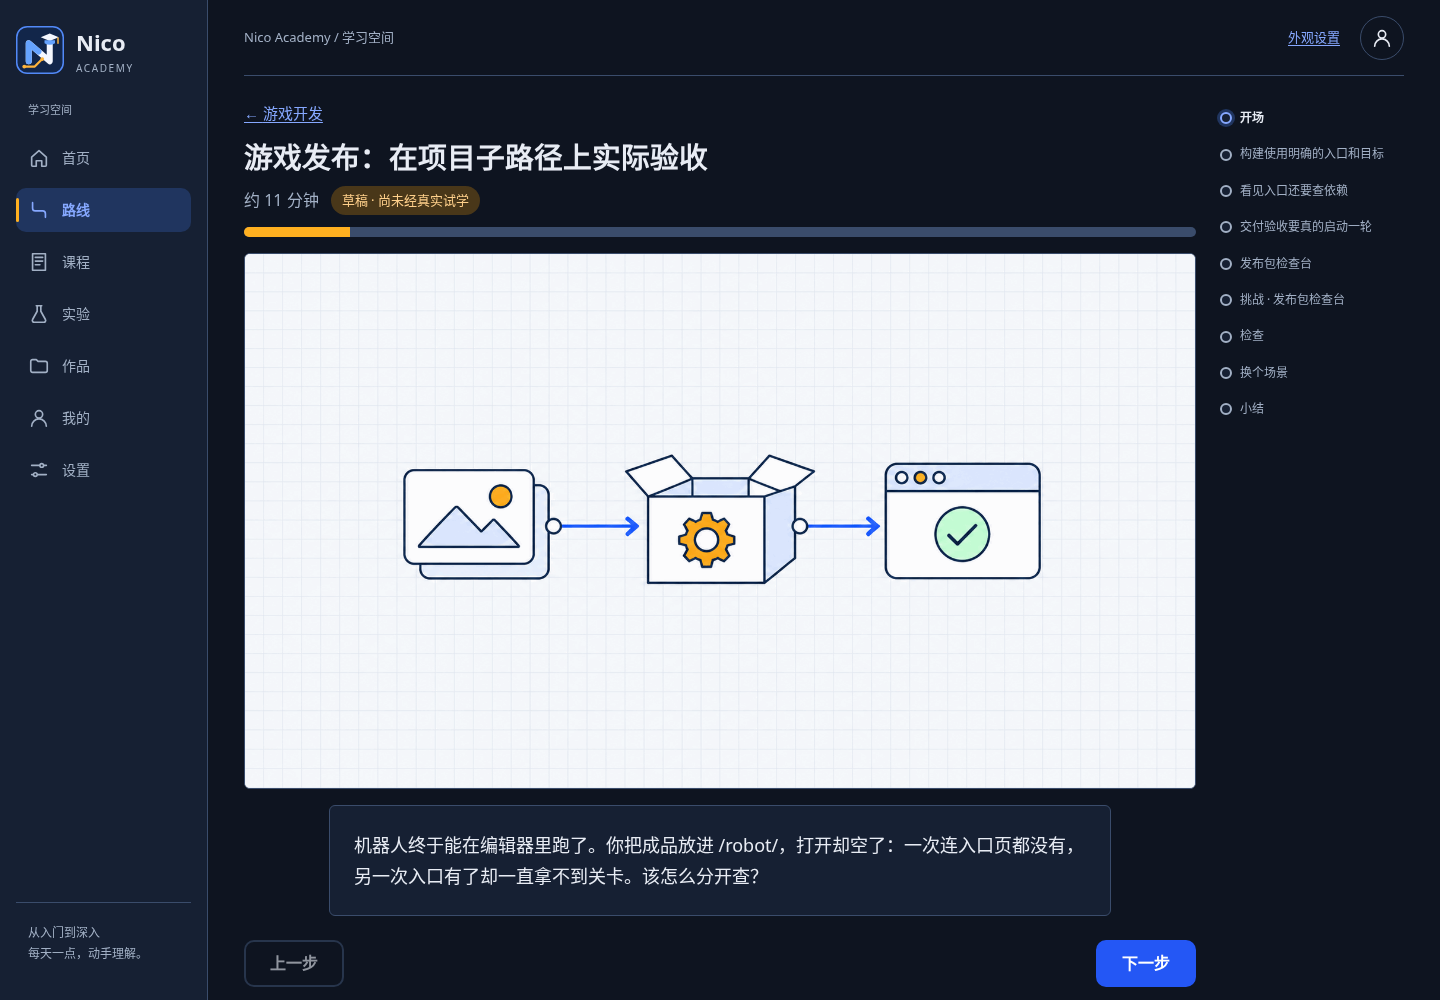 Nico
ACADEMY
学习空间
首页
路线
课程
实验
作品
我的
设置
从入门到深入
每天一点，动手理解。
Nico Academy / 学习空间
外观设置
← 游戏开发
游戏发布：在项目子路径上实际验收
约 11 分钟
草稿 · 尚未经真实试学
机器人终于能在编辑器里跑了。你把成品放进 /robot/，打开却空了：一次连入口页都没有，
另一次入口有了却一直拿不到关卡。该怎么分开查？
上一步
下一步
开场
构建使用明确的入口和目标
看见入口还要查依赖
交付验收要真的启动一轮
发布包检查台
挑战 · 发布包检查台
检查
换个场景
小结